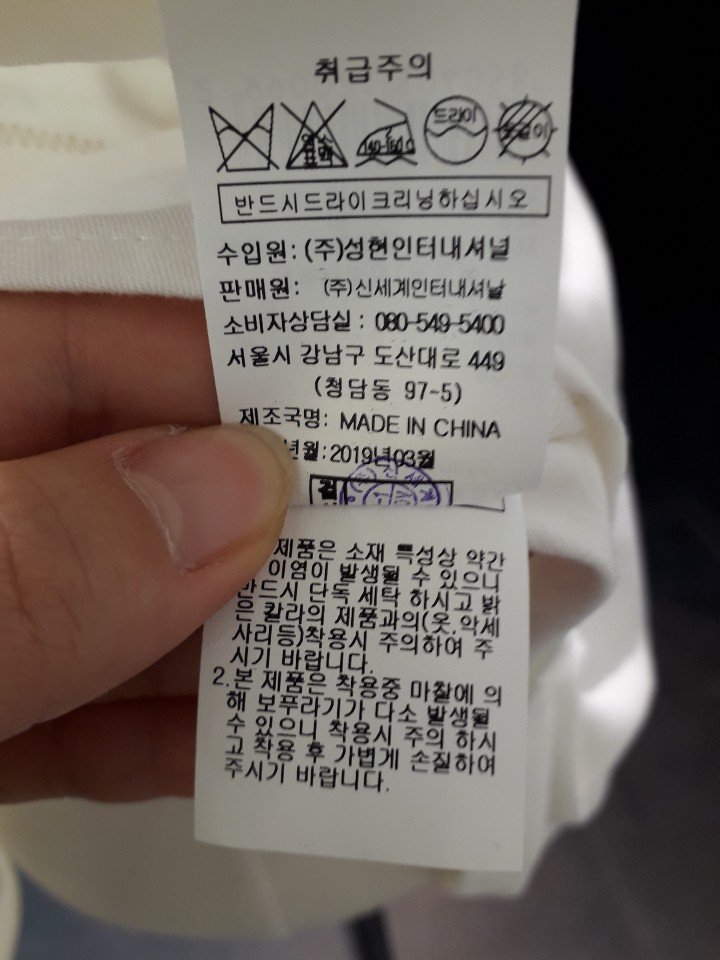 취급주의
드라이
반드시드라이크리닝하십시오
수입원: (주)성현인터내셔널
판매원: (주)신세계인터내셔날
소비자상담실 : 080-549-5400
서울시 강남구 도산대로 449
(청담동 97-5)
제조국명: MADE IN CHINA
년월:2019년03월
제품은 소재 특성상 약간
이염이 발생될 수 있으니
반드시 단독 세탁 하시고 밝
은 칼라의 제품과의(옷,악세
사리등)착용시 주의하여 주
시기 바랍니다.
2.본 제품은 착용중 마찰에 의
해 보푸라기가 다소 발생될
수 있으니 착용시 주의 하시
고 착용 후 가볍게 손질하여
주시기 바랍니다.